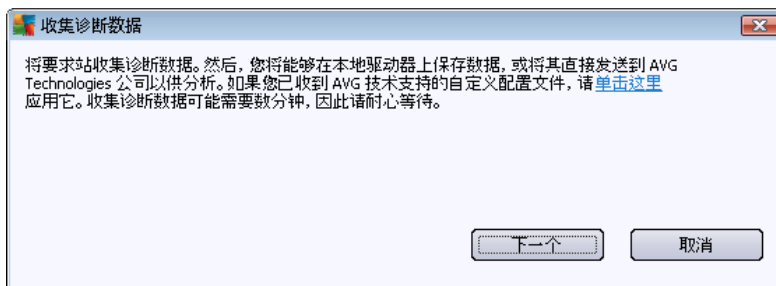 收集诊断数据
将要求站收集诊断数据。然后，您将能够在本地驱动器上保存数据，或将其直接发送到 AVG
Technologies 公司以供分析。如果您已收到 AVG 技术支持的自定义配置文件，请单击这里
应用它。收集诊断数据可能需要数分钟，因此请耐心等待。
下一个
取消